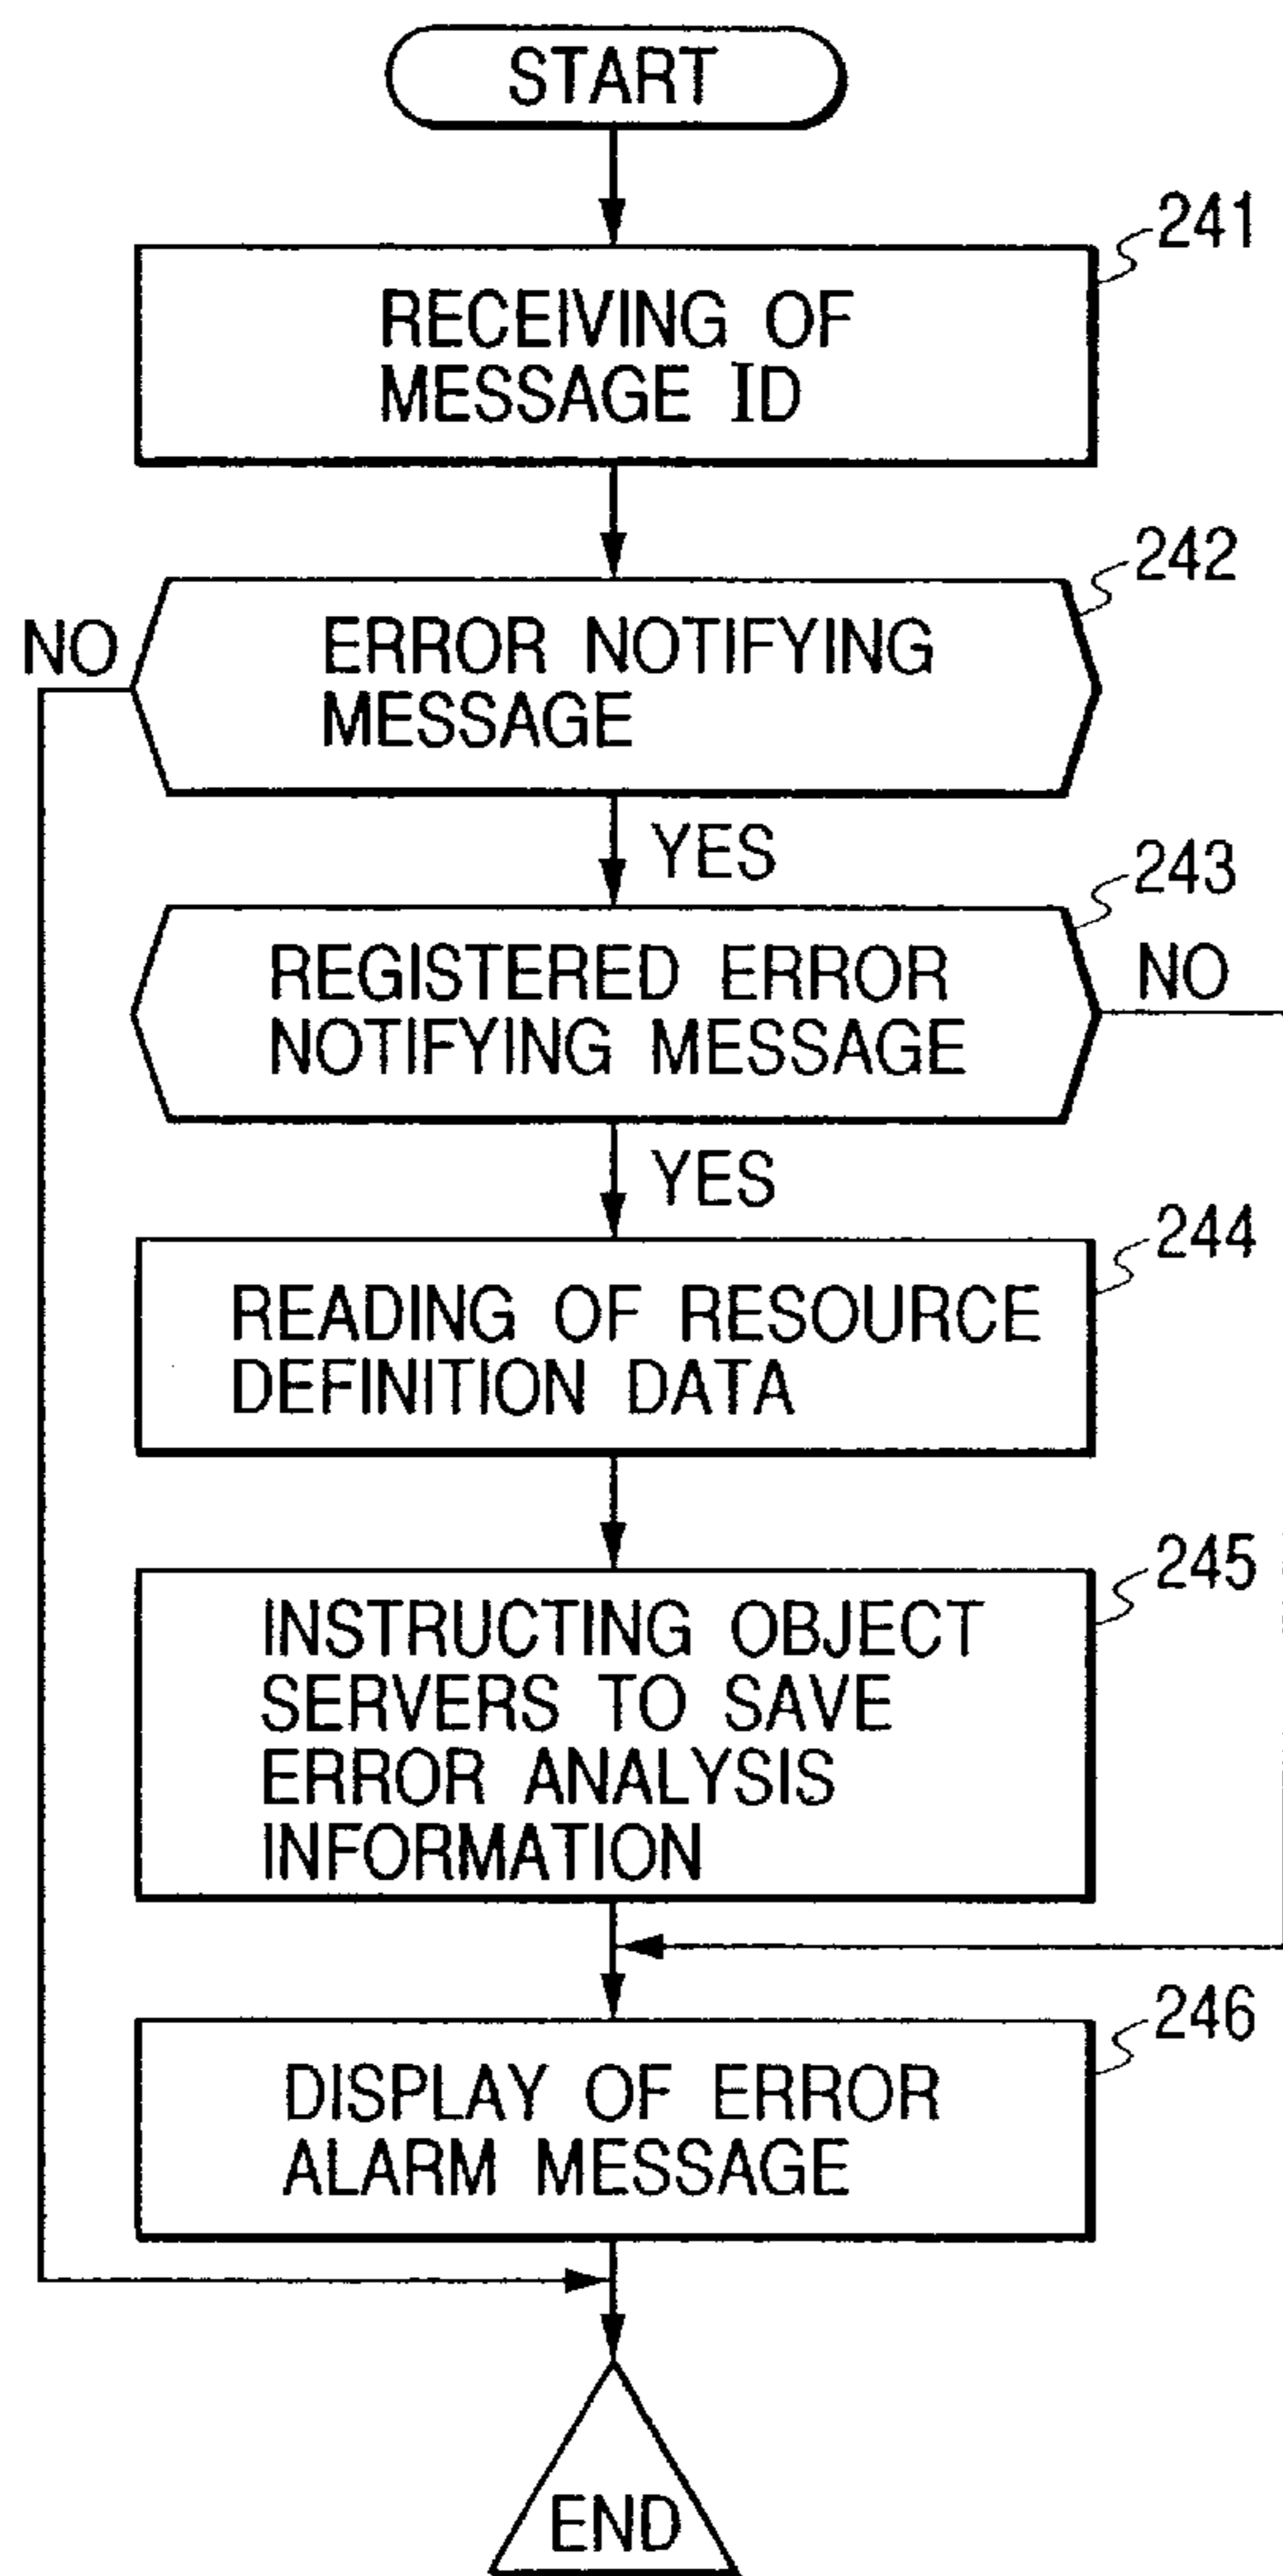 START
241
RECEIVING OF
MESSAGE ID
242
NO
ERROR NOTIFYING
MESSAGE
YES
243
REGISTERED ERROR
NOTIFYING MESSAGE
NO
YES
244
READING OF RESOURCE
DEFINITION DATA
245
INSTRUCTING OBJECT
SERVERS TO SAVE
ERROR ANALYSIS
INFORMATION
246
DISPLAY OF ERROR
ALARM MESSAGE
END